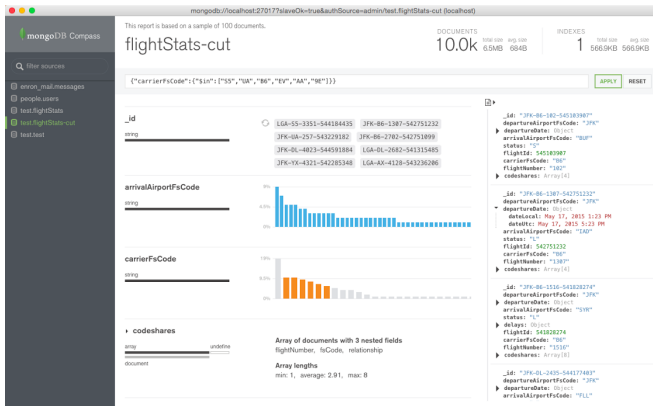 mongodb://localhost:27017?slaveOk=true&authSource=admin/test.flightStats-cut (localhost)
mongoDB Compass
filter sources
enron_mail.messages
people.users
test.flightStats
test.flightStats-cut
test.test
This report is based on a sample of 100 documents.
flightStats-cut
DOCUMENTS
10.0k total size 6.5MB avg. size 684B
INDEXES
1 total size 566.9KB avg. size 566.9KB
{"carrierFsCode":{"$in":["S5","UA","B6","EV","AA","9E"]}}
APPLY RESET
_id
string
LGA-S5-3351-544184435 JFK-B6-1307-542751232
JFK-UA-257-543229182 JFK-B6-2702-542751099
JFK-DL-4023-544591884 LGA-DL-2682-541315485
JFK-YX-4321-542285348 LGA-AX-4128-543236206
arrivalAirportFsCode
string
0%
carrierFsCode
string
0%
codeshares
array undefine
document
Array of documents with 3 nested fields
flightNumber, fsCode, relationship
Array lengths
min: 1, average: 2.91, max: 8
_id: "JFK-B6-102-545103907"
departureAirportFsCode: "JFK"
departureDate: Object
arrivalAirportFsCode: "BUF"
status: "S"
flightId: 545103907
carrierFsCode: "B6"
flightNumber: "102"
codeshares: Array[4]
_id: "JFK-B6-1307-542751232"
departureAirportFsCode: "JFK"
departureDate: Object
dateLocal: May 17, 2015 1:23 PM
dateUtc: May 17, 2015 5:23 PM
arrivalAirportFsCode: "IAD"
status: "L"
flightId: 542751232
carrierFsCode: "B6"
flightNumber: "1307"
codeshares: Array[4]
_id: "JFK-B6-1516-541828274"
departureAirportFsCode: "JFK"
departureDate: Object
arrivalAirportFsCode: "SYR"
status: "L"
delays: Object
flightId: 541828274
carrierFsCode: "B6"
flightNumber: "1516"
codeshares: Array[8]
_id: "JFK-DL-2435-544177403"
departureAirportFsCode: "JFK"
departureDate: Object
arrivalAirportFsCode: "FLL"